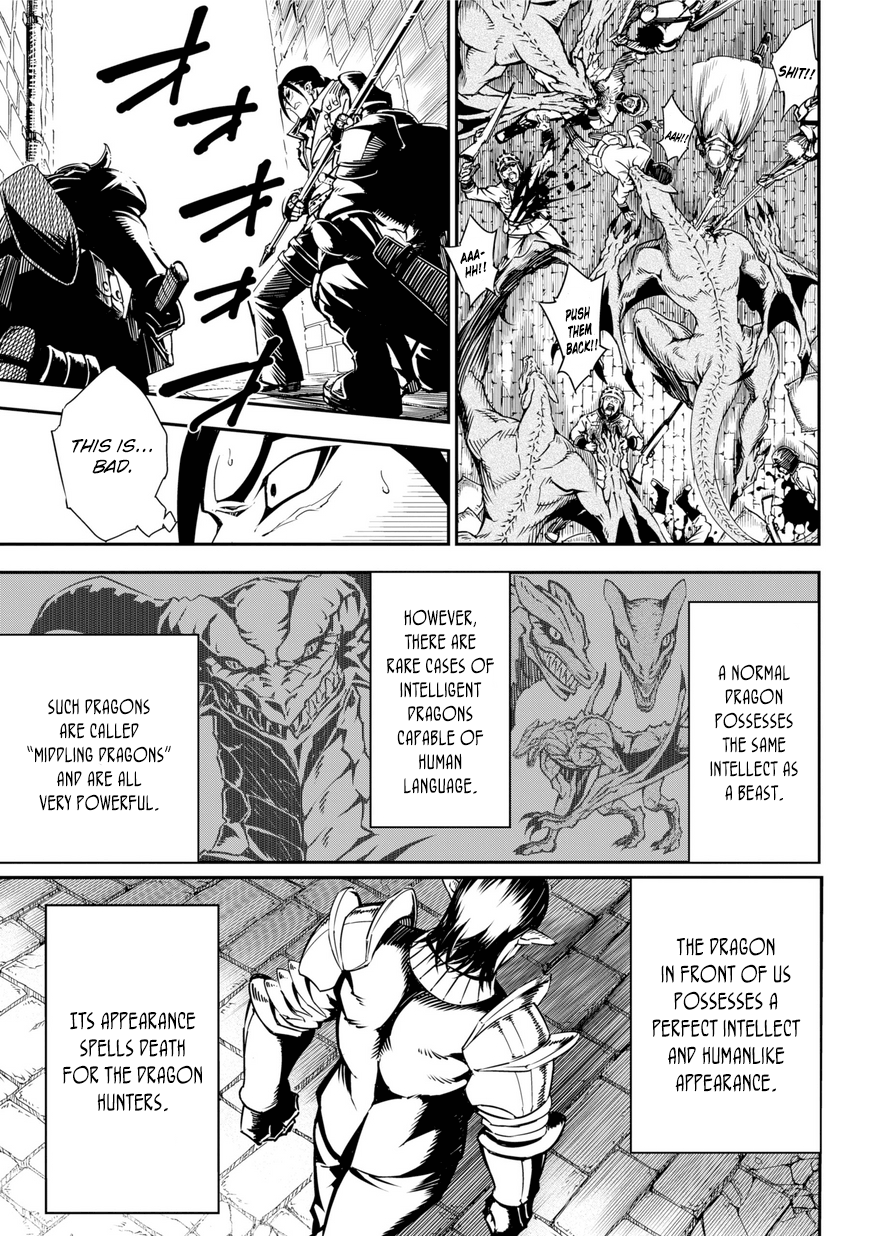 SHIT!!
AAH!!
AAA-
HH!!
PUSH
THEM
BACK!!
オオオオオ
THIS IS...
BAD.
A NORMAL
DRAGON
POSSESSES
THE SAME
INTELLECT AS
A BEAST.
HOWEVER,
THERE ARE
RARE CASES OF
INTELLIGENT
DRAGONS
CAPABLE OF
HUMAN
LANGUAGE.
SUCH DRAGONS
ARE CALLED
"MIDDLING DRAGONS"
AND ARE ALL
VERY POWERFUL.
THE DRAGON
IN FRONT OF US
POSSESSES A
PERFECT INTELLECT
AND HUMANLIKE
APPEARANCE.
ITS APPEARANCE
SPELLS DEATH
FOR THE DRAGON
HUNTERS.